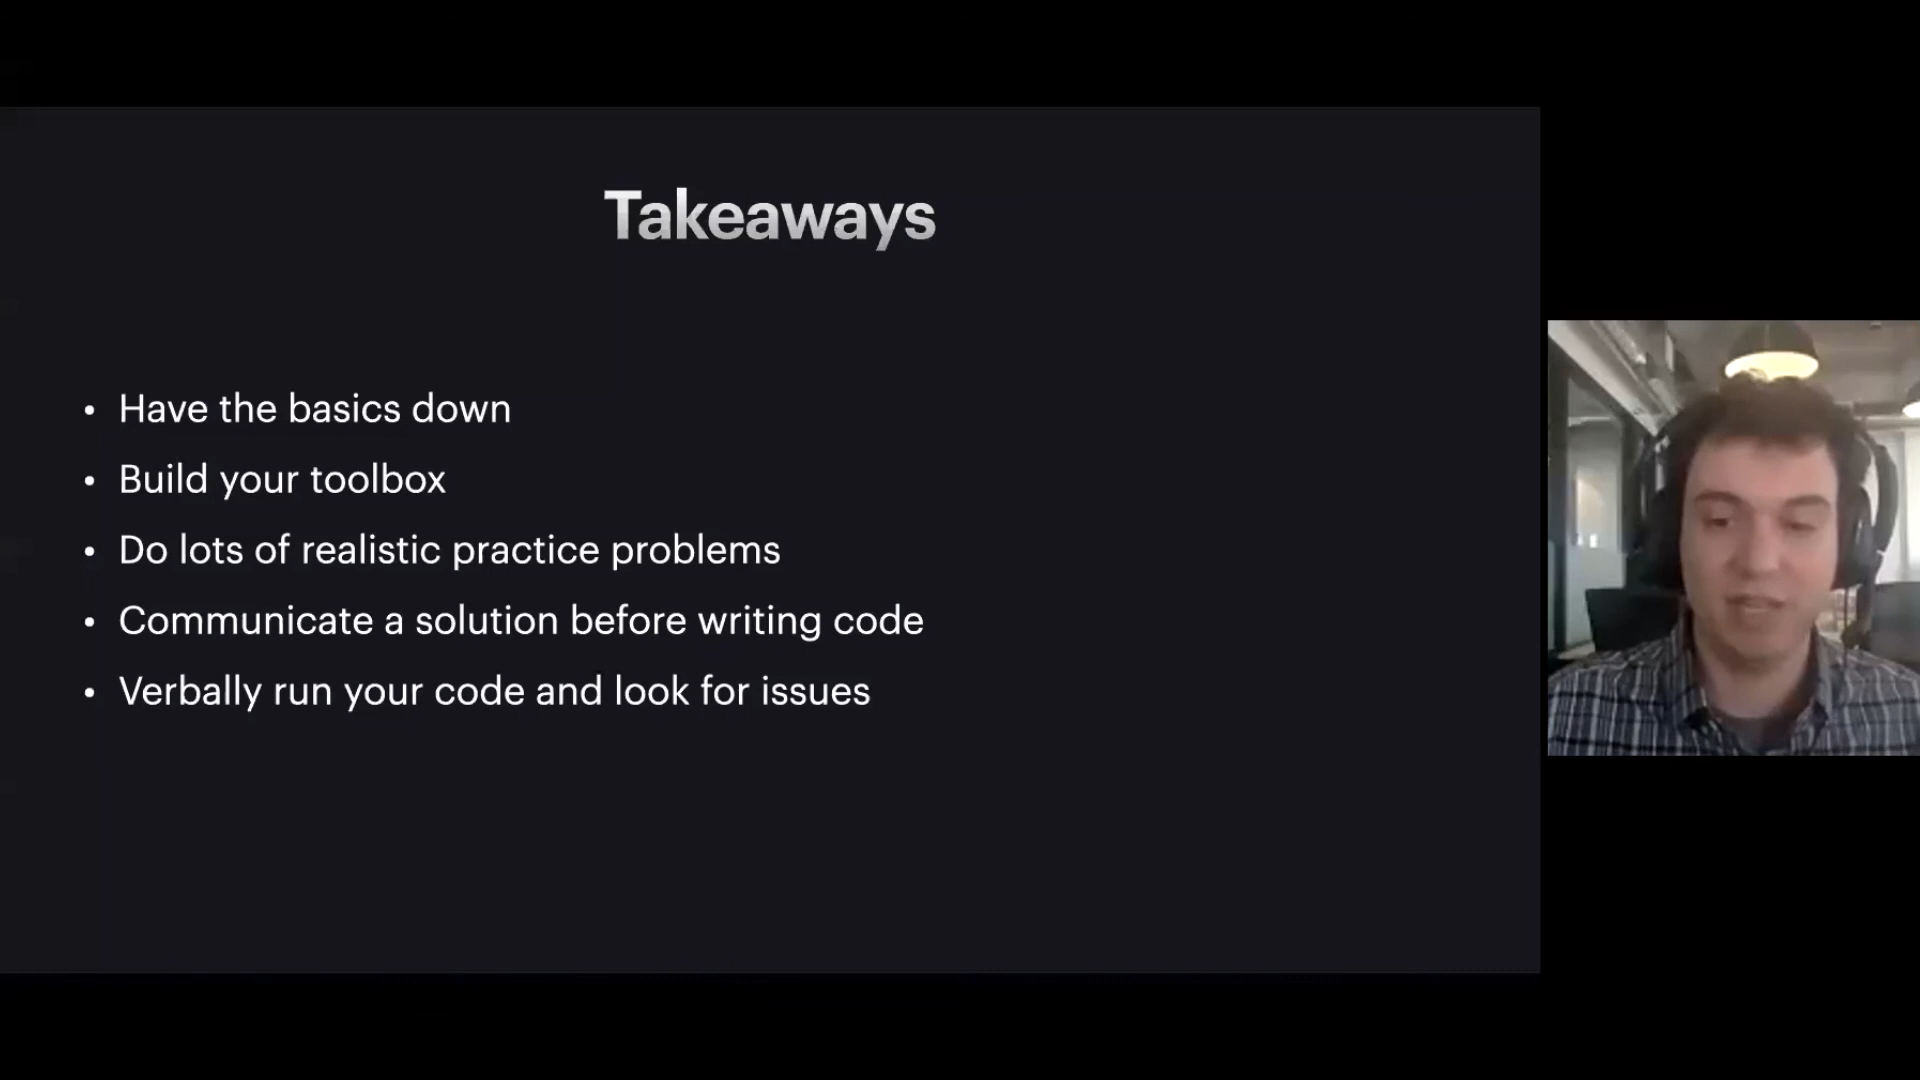 Takeaways
• Have the basics down
• Build your toolbox
• Do lots of realistic practice problems
• Communicate a solution before writing code
• Verbally run your code and look for issues